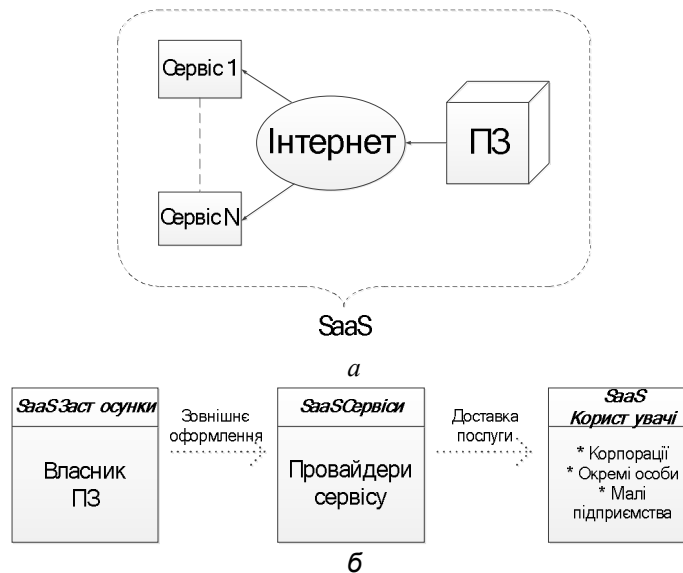 Сервіс 1
Інтернет
ПЗ
Сервіс N
SaaS
а
SaaS Застосунки
Зовнішнє
оформлення
Власник
ПЗ
SaaS Сервіси
Доставка
послуги
Провайдери
сервісу
SaaS
Користувачі
* Корпорації
* Окремі особи
* Малі
підприємства
б